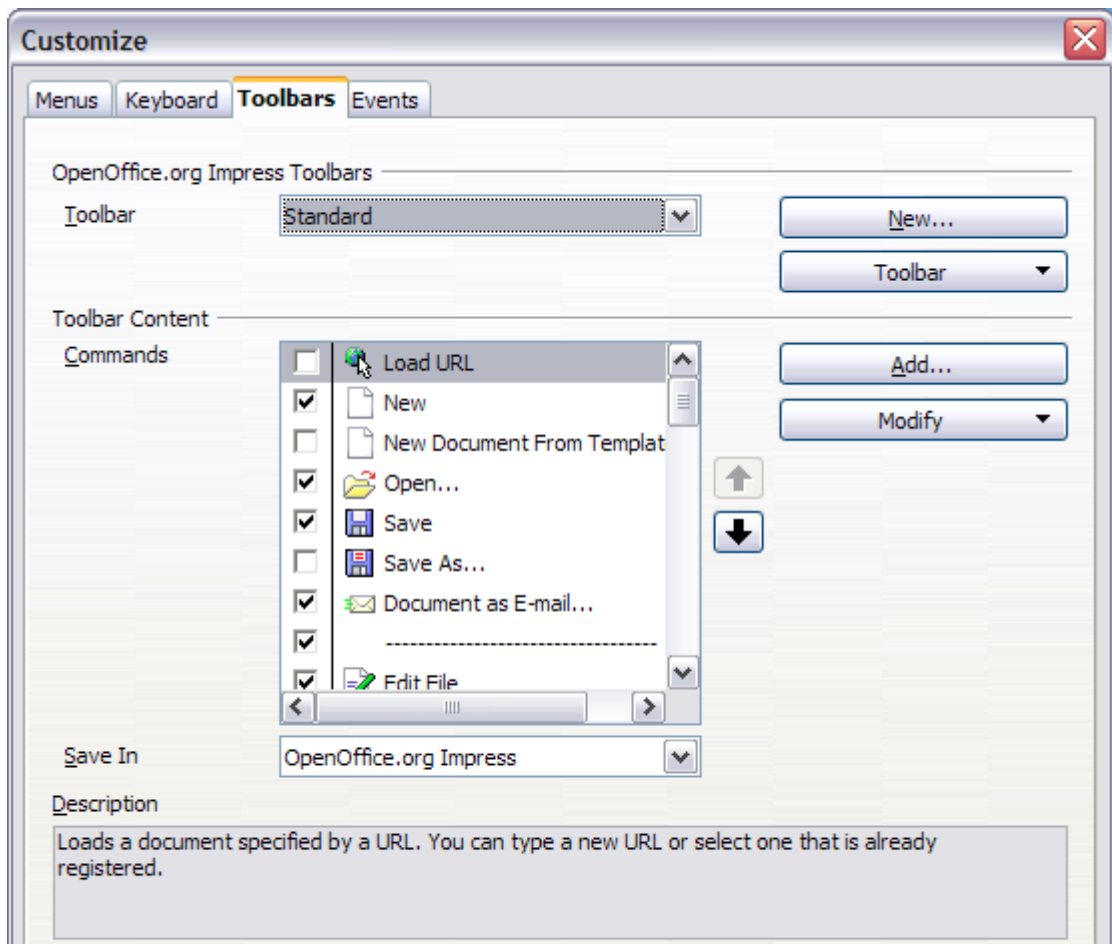 Customize
Menus Keyboard Toolbars Events
OpenOffice.org Impress Toolbars
Toolbar Standard New...
Toolbar
Toolbar Content
Commands Load URL Add...
New
Modify
New Document From Templat
Open...
Save
Save As...
Document as E-mail...
---------------------------------
Edit File
Save In OpenOffice.org Impress
Description
Loads a document specified by a URL. You can type a new URL or select one that is already
registered.